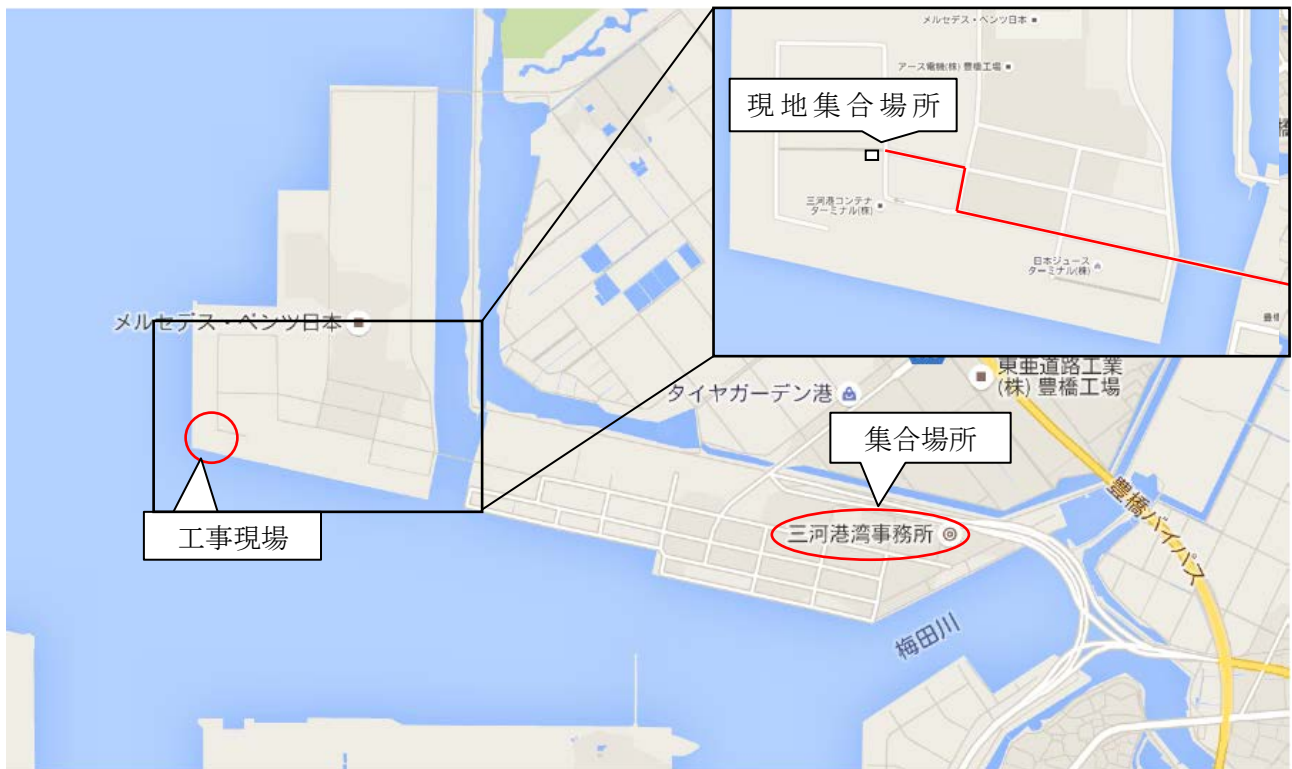 メルセデス・ベンツ日本
アース電機(株) 豊橋工場
現地集合場所
三河港コンテナ
ターミナル(株)
日本ジュース
ターミナル(株)
メルセデス・ベンツ日本
東亜道路工業
(株) 豊橋工場
タイヤガーデン港
集合場所
工事現場
三河港湾事務所
豊橋バイパス
梅田川